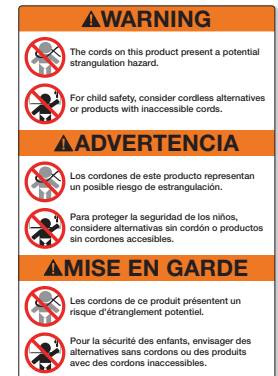 WARNING
The cords on this product present a potential
strangulation hazard.
For child safety, consider cordless alternatives
or products with inaccessible cords.
ADVERTENCIA
Los cordones de este producto representan
un posible riesgo de estrangulación.
Para proteger la seguridad de los niños,
considere alternativas sin cordón o productos
sin cordones accesibles.
MISE EN GARDE
Les cordons de ce produit présentent un
risque d'étranglement potentiel.
Pour la sécurité des enfants, envisager des
alternatives sans cordons ou des produits
avec des cordons inaccessibles.